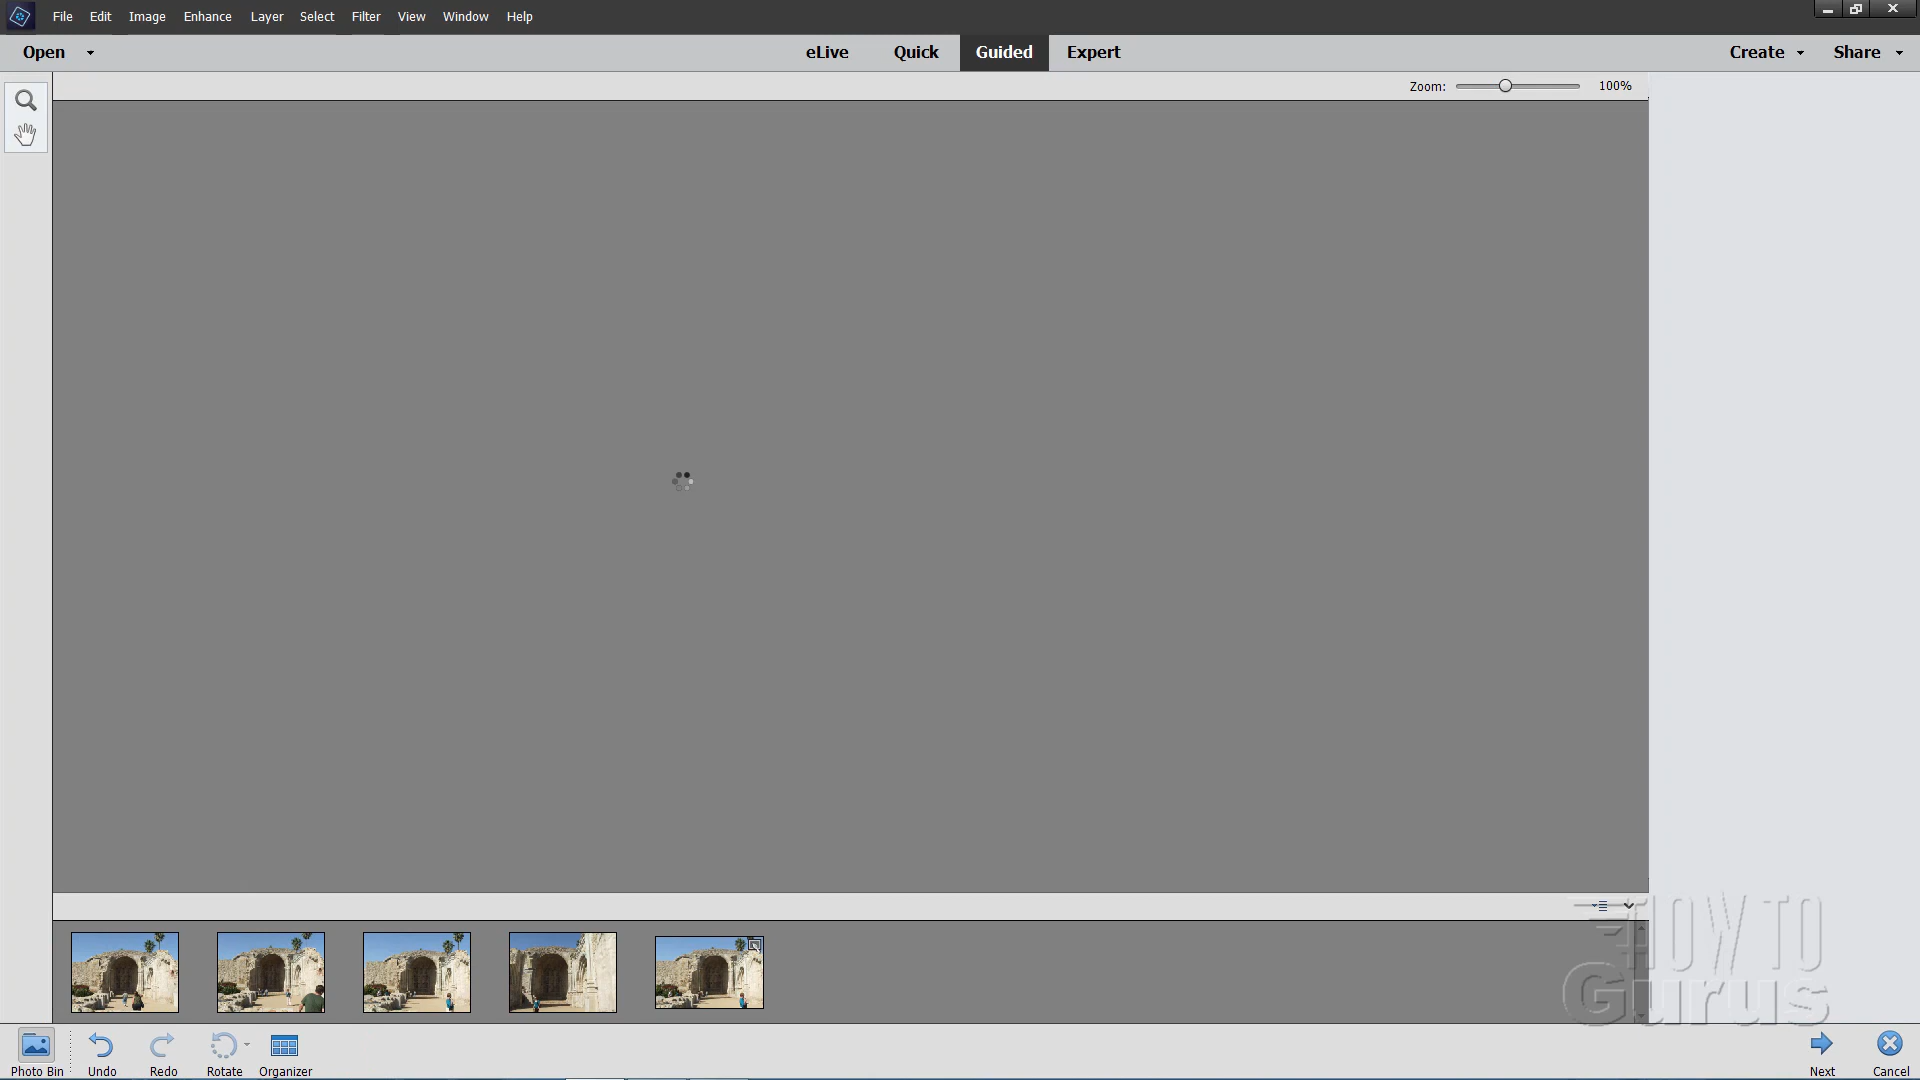 File Edit Image Enhance Layer Select Filter View Window Help
Open eLive Quick Guided Expert Create Share
Zoom: 100%
HOW TO
Gurus
Photo Bin Undo Redo Rotate Organizer Next Cancel